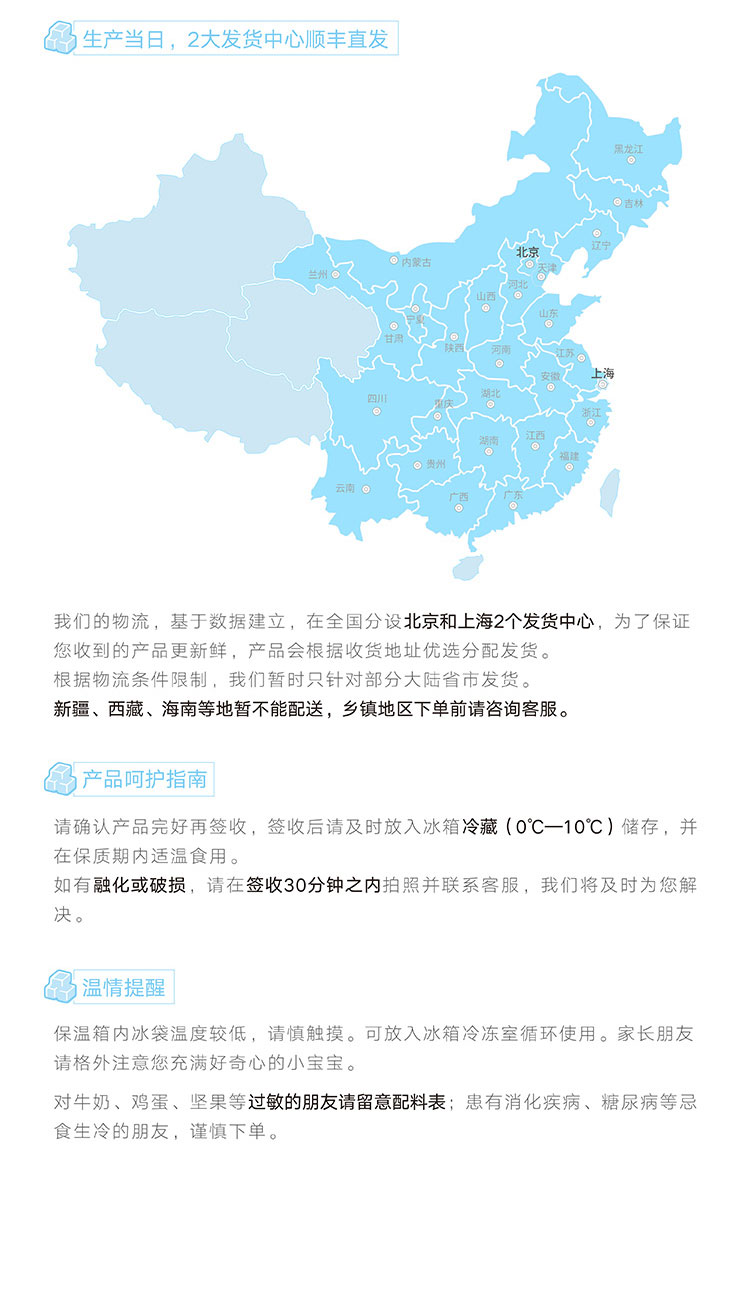 生产当日，2大发货中心顺丰直发
黑龙江
吉林
辽宁
北京
天津
内蒙古
兰州
河北
山西
宁夏
山东
甘肃
陕西
河南
江苏
上海
安徽
四川
重庆
湖北
浙江
湖南
江西
福建
贵州
云南
广西
广东
我们的物流，基于数据建立，在全国分设北京和上海2个发货中心，为了保证
您收到的产品更新鲜，产品会根据收货地址优选分配发货。
根据物流条件限制，我们暂时只针对部分大陆省市发货。
新疆、西藏、海南等地暂不能配送，乡镇地区下单前请咨询客服。
产品呵护指南
请确认产品完好再签收，签收后请及时放入冰箱冷藏（0℃—10℃）储存，并
在保质期内适温食用。
如有融化或破损，请在签收30分钟之内拍照并联系客服，我们将及时为您解
决。
温情提醒
保温箱内冰袋温度较低，请慎触摸。可放入冰箱冷冻室循环使用。家长朋友
请格外注意您充满好奇心的小宝宝。
对牛奶、鸡蛋、坚果等过敏的朋友请留意配料表；患有消化疾病、糖尿病等忌
食生冷的朋友，谨慎下单。